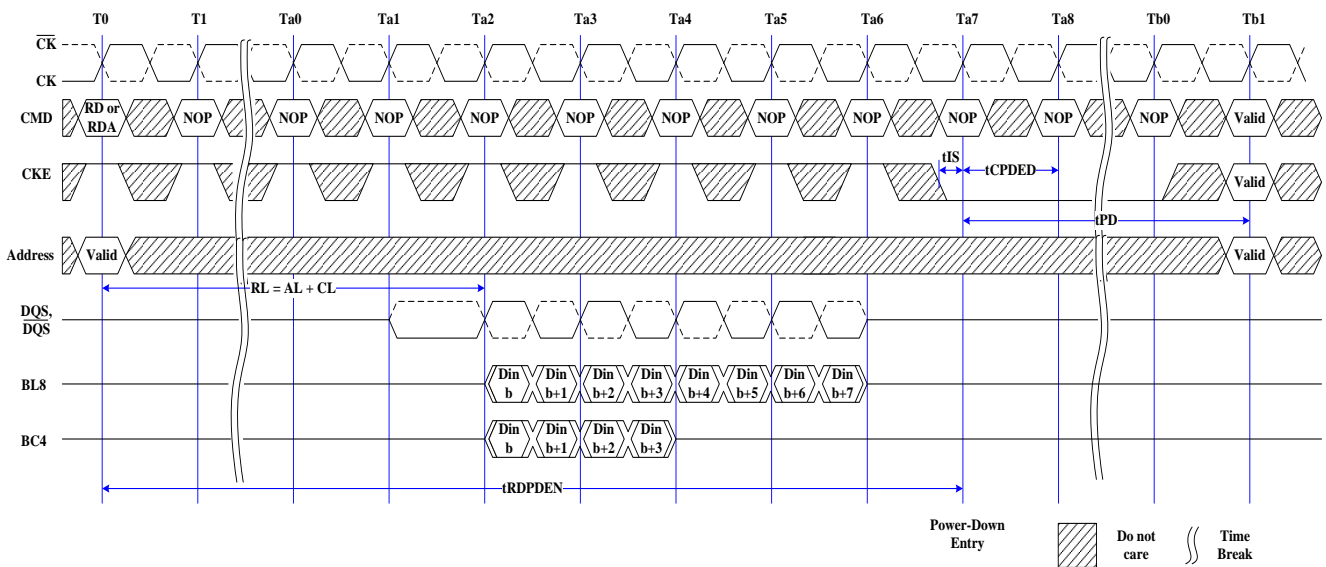 T0 T1 Ta0 Ta1 Ta2 Ta3 Ta4 Ta5 Ta6 Ta7 Ta8 Tb0 Tb1
CK
CK
CMD RD or RDA NOP NOP NOP NOP NOP NOP NOP NOP NOP NOP NOP Valid
tIS
CKE tCPDED Valid
tPD
Address Valid Valid
RL = AL + CL
DQS,
DQS
BL8 Din b Din b+1 Din b+2 Din b+3 Din b+4 Din b+5 Din b+6 Din b+7
BC4 Din b Din b+1 Din b+2 Din b+3
tRDPDEN
Power-Down
Entry
Do not
care
Time
Break